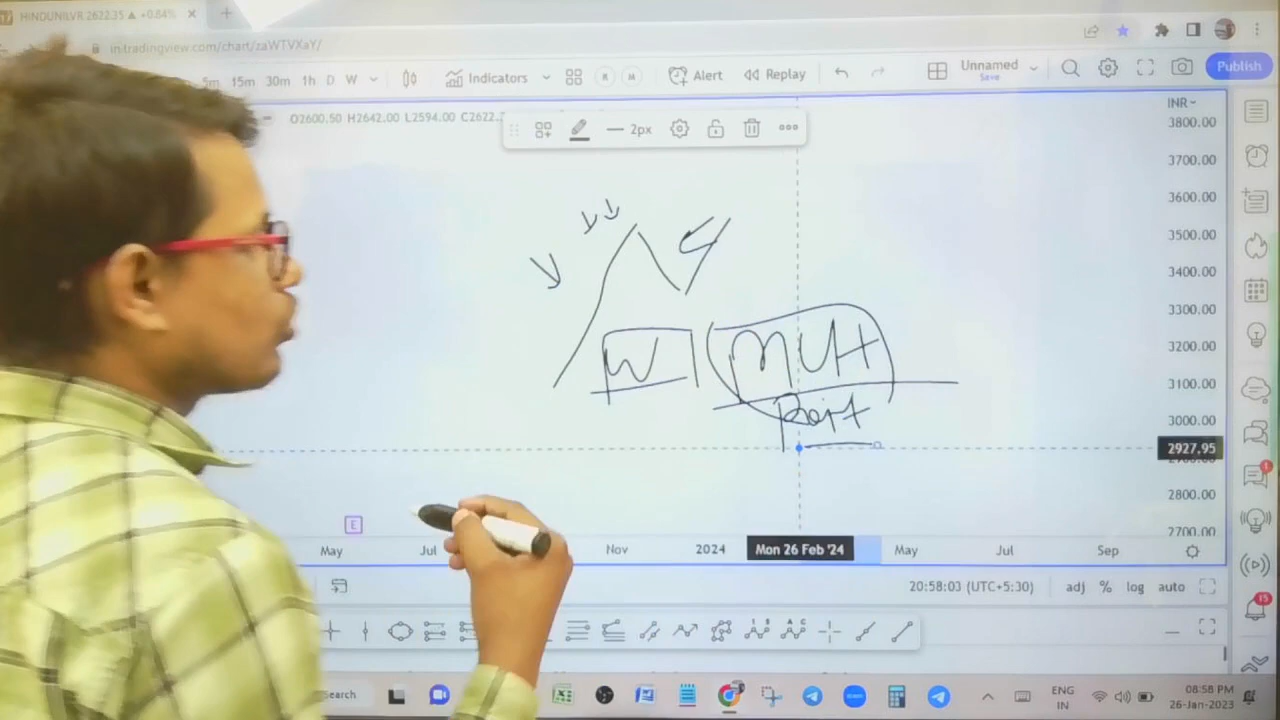 HINDUNILVR 2622.35 ▲ +0.84%
in.tradingview.com/chart/zaWTVXaY/
5m 15m 30m 1h D W Indicators Alert Replay Unnamed Save Publish
O2600.50 H2642.00 L2594.00 C2622.
2px
INR
3800.00
3700.00
3600.00
3500.00
3400.00
3300.00
3200.00
3100.00
3000.00
2927.95
2800.00
2700.00
W MUH
E
May Jul Nov 2024 Mon 26 Feb '24 May Jul Sep
20:58:03 (UTC+5:30) adj % log auto
Search
ENG
IN
08:58 PM
26-Jan-2023
15